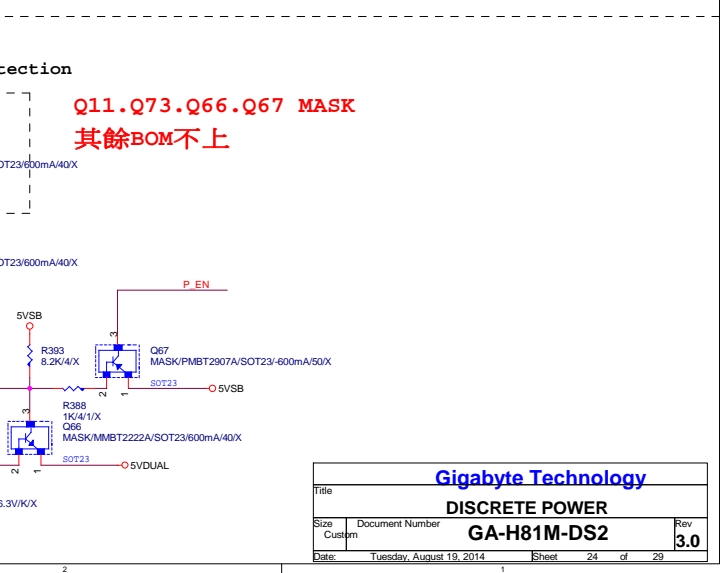 tection
Q11.Q73.Q66.Q67 MASK
其餘BOM不上
OT23/600mA/40/X
OT23/600mA/40/X
P_EN
5VSB
3
R393
8.2K/4/X
Q67
MASK/PMBT2907A/SOT23/-600mA/50/X
2
1
SOT23
5VSB
R388
1K/4/1/X
3
Q66
MASK/MMBT2222A/SOT23/600mA/40/X
2
1
SOT23
5VDUAL
6.3V/K/X
Gigabyte Technology
Title
DISCRETE POWER
Size
Custom
Document Number
GA-H81M-DS2
Rev
3.0
Date: Tuesday, August 19, 2014 Sheet 24 of 29
2 1